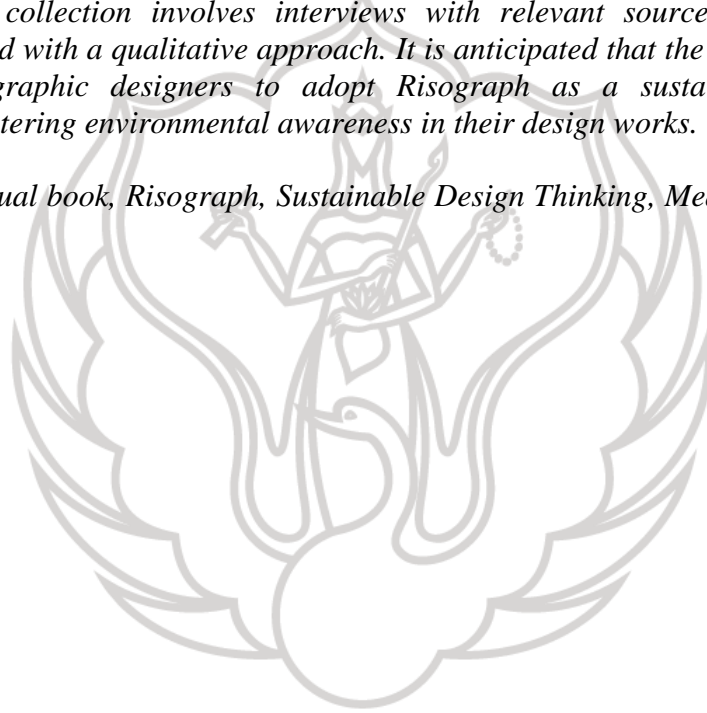 collection involves interviews with relevant source
d with a qualitative approach. It is anticipated that the
graphic designers to adopt Risograph as a susta
tering environmental awareness in their design works.
ual book, Risograph, Sustainable Design Thinking, Me